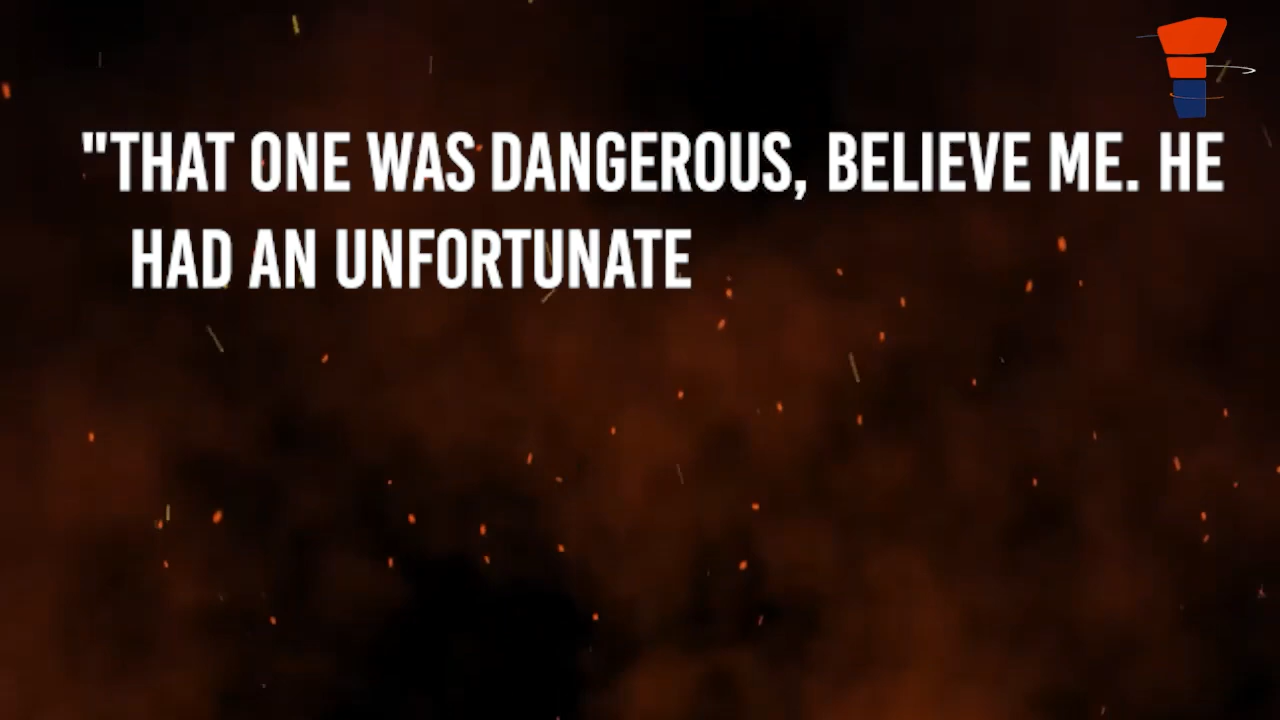 "THAT ONE WAS DANGEROUS, BELIEVE ME. HE
HAD AN UNFORTUNATE